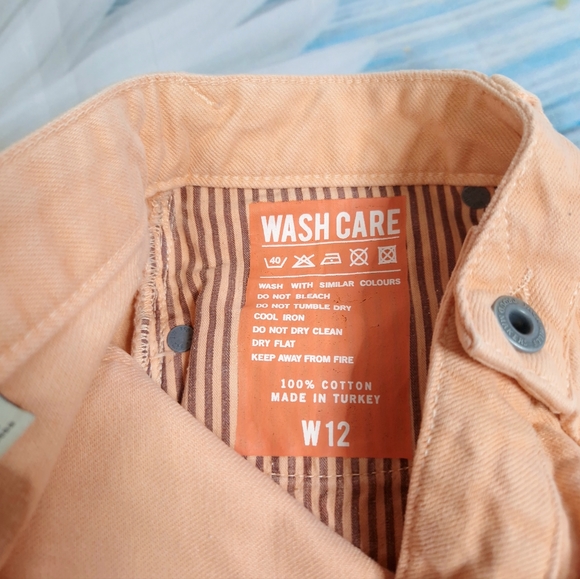 WASH CARE
40
WASH WITH SIMILAR COLOURS
DO NOT BLEACH
DO NOT TUMBLE DRY
COOL IRON
DO NOT DRY CLEAN
DRY FLAT
KEEP AWAY FROM FIRE
100% COTTON
MADE IN TURKEY
W12